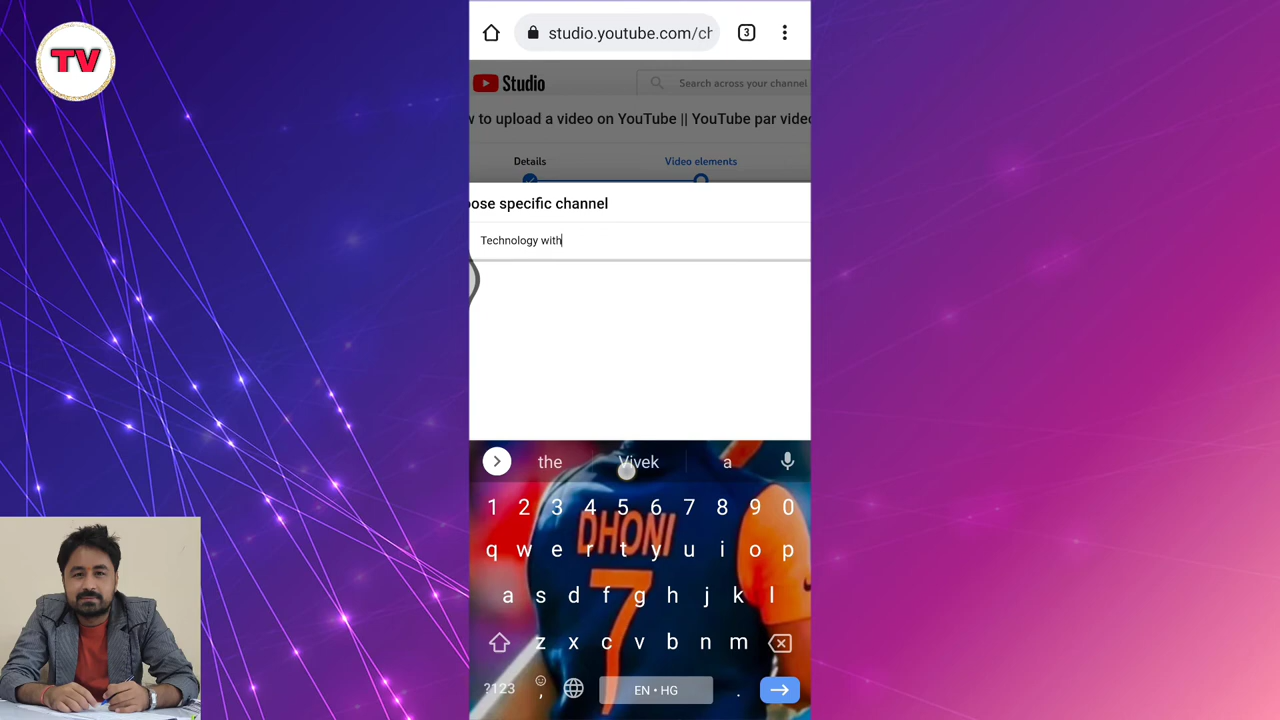 TV
studio.youtube.com/ch
3
Studio
Search across your channel
to upload a video on YouTube || YouTube par video
Details
Video elements
ose specific channel
Technology with
the
Vivek
a
1 2 3 4 5 6 7 8 9 0
DHONI
q w e r t y u i o p
7
a s d f g h j k l
z x c v b n m
?123
,
EN • HG
.